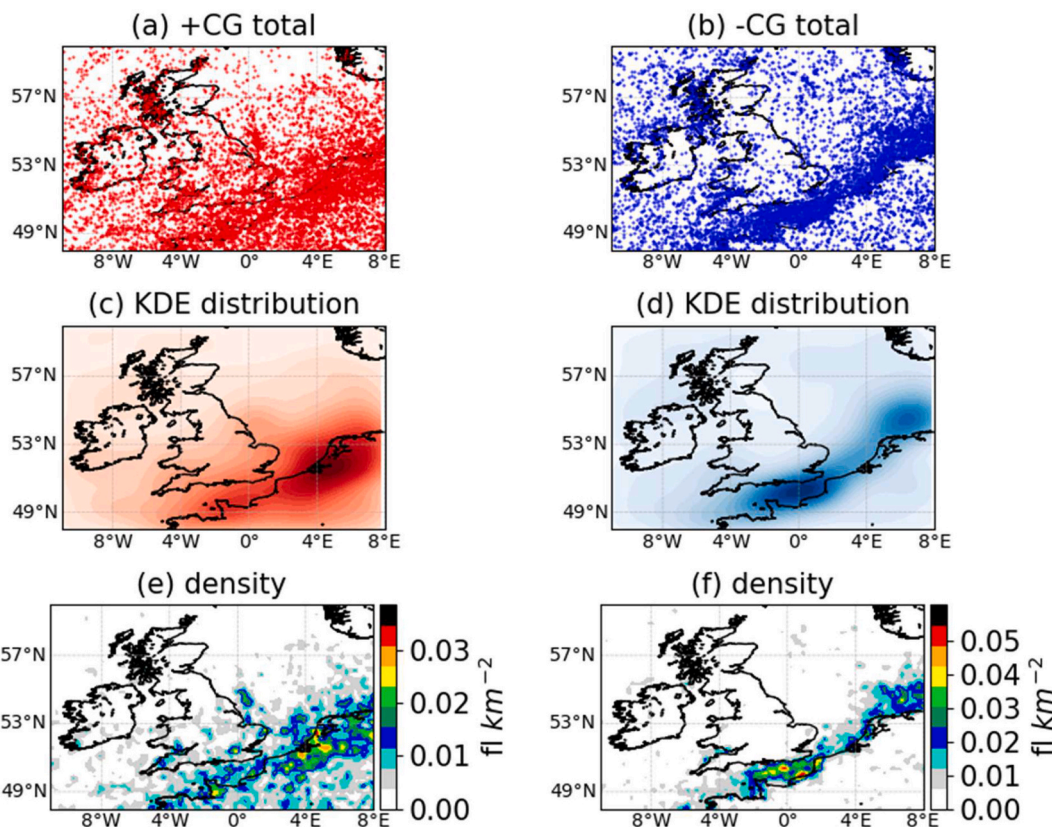 (a) +CG total
(b) -CG total
57°N
53°N
49°N
8°W 4°W 0° 4°E 8°E
57°N
53°N
49°N
8°W 4°W 0° 4°E 8°E
(c) KDE distribution
(d) KDE distribution
57°N
53°N
49°N
8°W 4°W 0° 4°E 8°E
57°N
53°N
49°N
8°W 4°W 0° 4°E 8°E
(e) density
(f) density
57°N
53°N
49°N
8°W 4°W 0° 4°E 8°E
0.03
0.02
0.01
0.00
fl km⁻²
57°N
53°N
49°N
8°W 4°W 0° 4°E 8°E
0.05
0.04
0.03
0.02
0.01
0.00
fl km⁻²